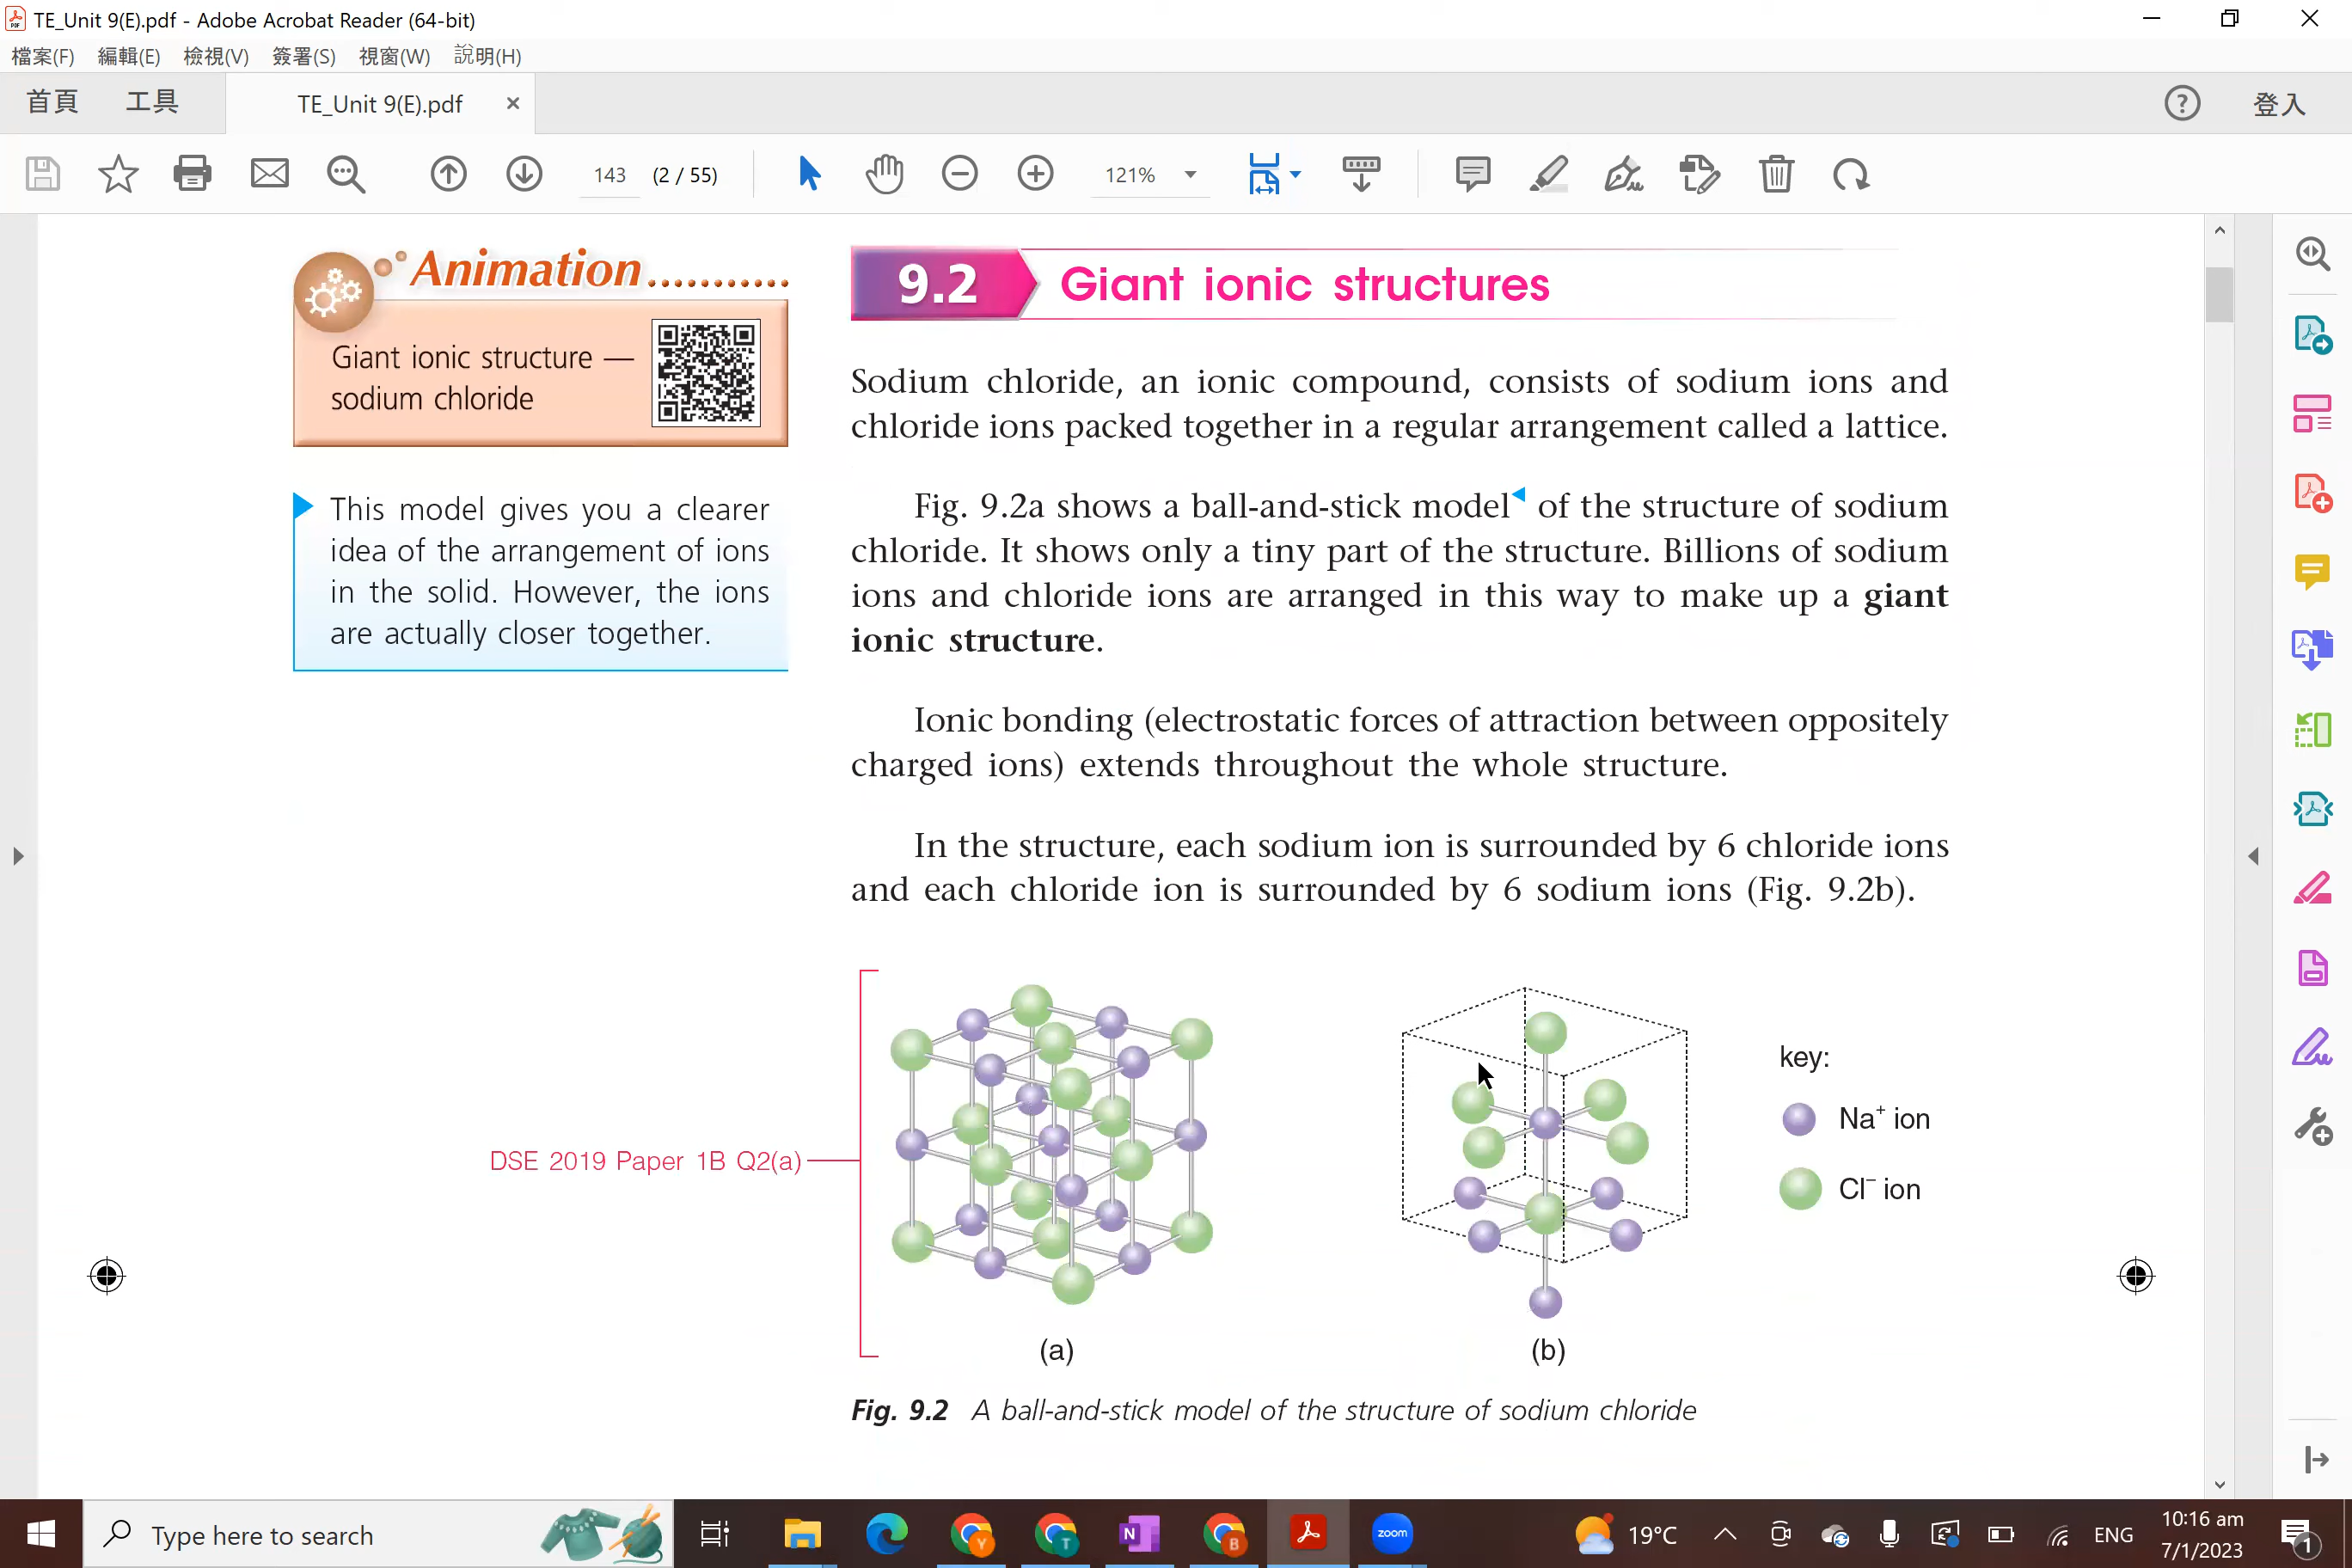 TE_Unit 9(E).pdf - Adobe Acrobat Reader (64-bit)
檔案(F) 編輯(E) 檢視(V) 簽署(S) 視窗(W) 說明(H)
首頁 工具 TE_Unit 9(E).pdf × ? 登入
143 (2 / 55) 121%
Animation
Giant ionic structure —
sodium chloride
This model gives you a clearer
idea of the arrangement of ions
in the solid. However, the ions
are actually closer together.
9.2 Giant ionic structures
Sodium chloride, an ionic compound, consists of sodium ions and
chloride ions packed together in a regular arrangement called a lattice.
Fig. 9.2a shows a ball-and-stick model of the structure of sodium
chloride. It shows only a tiny part of the structure. Billions of sodium
ions and chloride ions are arranged in this way to make up a giant
ionic structure.
Ionic bonding (electrostatic forces of attraction between oppositely
charged ions) extends throughout the whole structure.
In the structure, each sodium ion is surrounded by 6 chloride ions
and each chloride ion is surrounded by 6 sodium ions (Fig. 9.2b).
DSE 2019 Paper 1B Q2(a)
key:
Na⁺ ion
Cl⁻ ion
(a) (b)
Fig. 9.2 A ball-and-stick model of the structure of sodium chloride
Type here to search
Y T N B zoom
19°C ENG
10:16 am
7/1/2023
1